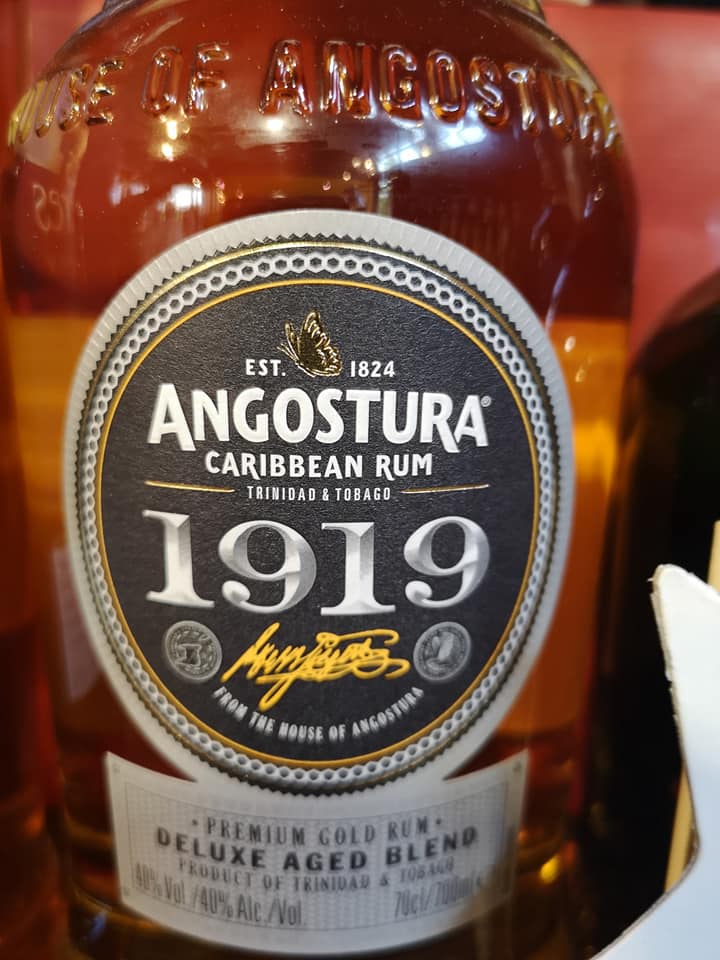 HOUSE OF ANGOSTURA
EST. 1824
ANGOSTURA®
CARIBBEAN RUM
TRINIDAD & TOBAGO
1919
FROM THE HOUSE OF ANGOSTURA
• PREMIUM GOLD RUM •
DELUXE AGED BLEND
PRODUCT OF TRINIDAD & TOBAGO
40% Vol./40% Alc./Vol. 70cl/700ml